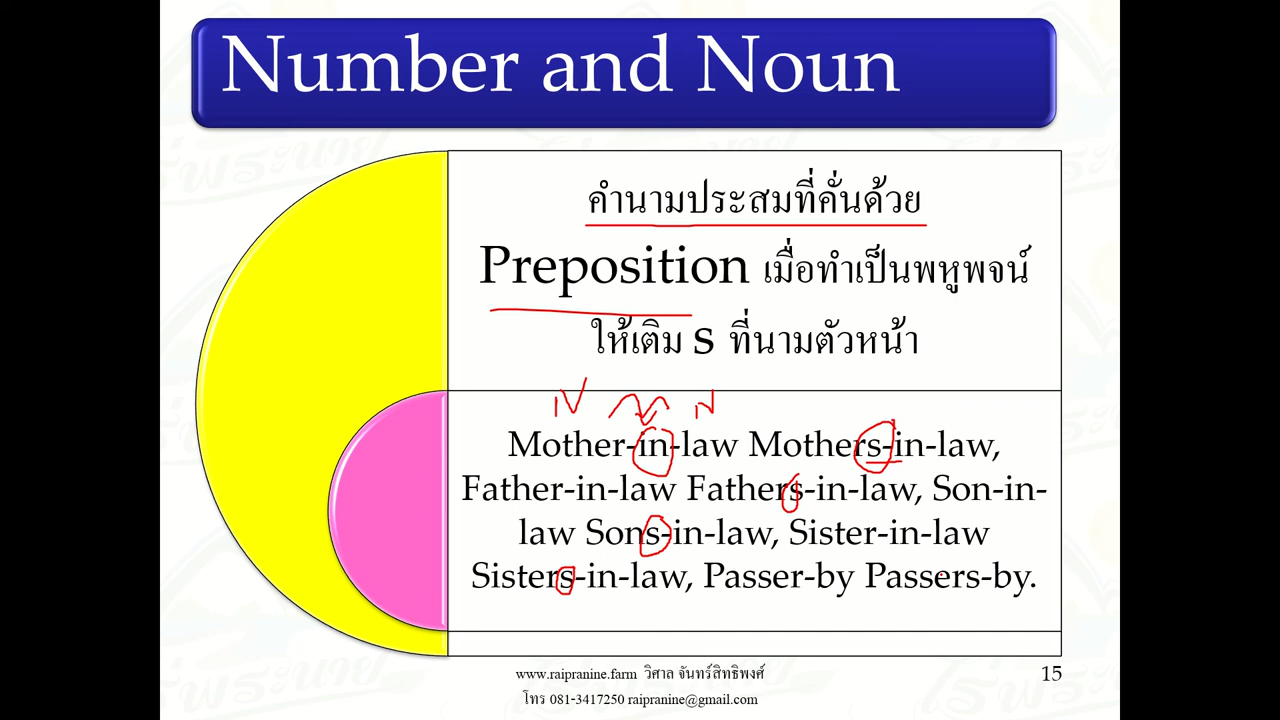 Number and Noun
คำนามประสมที่คั่นด้วย
Preposition เมื่อทำเป็นพหูพจน์
ให้เติม s ที่นามตัวหน้า
Mother-in-law Mothers-in-law,
Father-in-law Fathers-in-law, Son-in-
law Sons-in-law, Sister-in-law
Sisters-in-law, Passer-by Passers-by.
www.raipranine.farm วิศาล จันทร์สิทธิพงศ์
โทร 081-3417250 raipranine@gmail.com
15